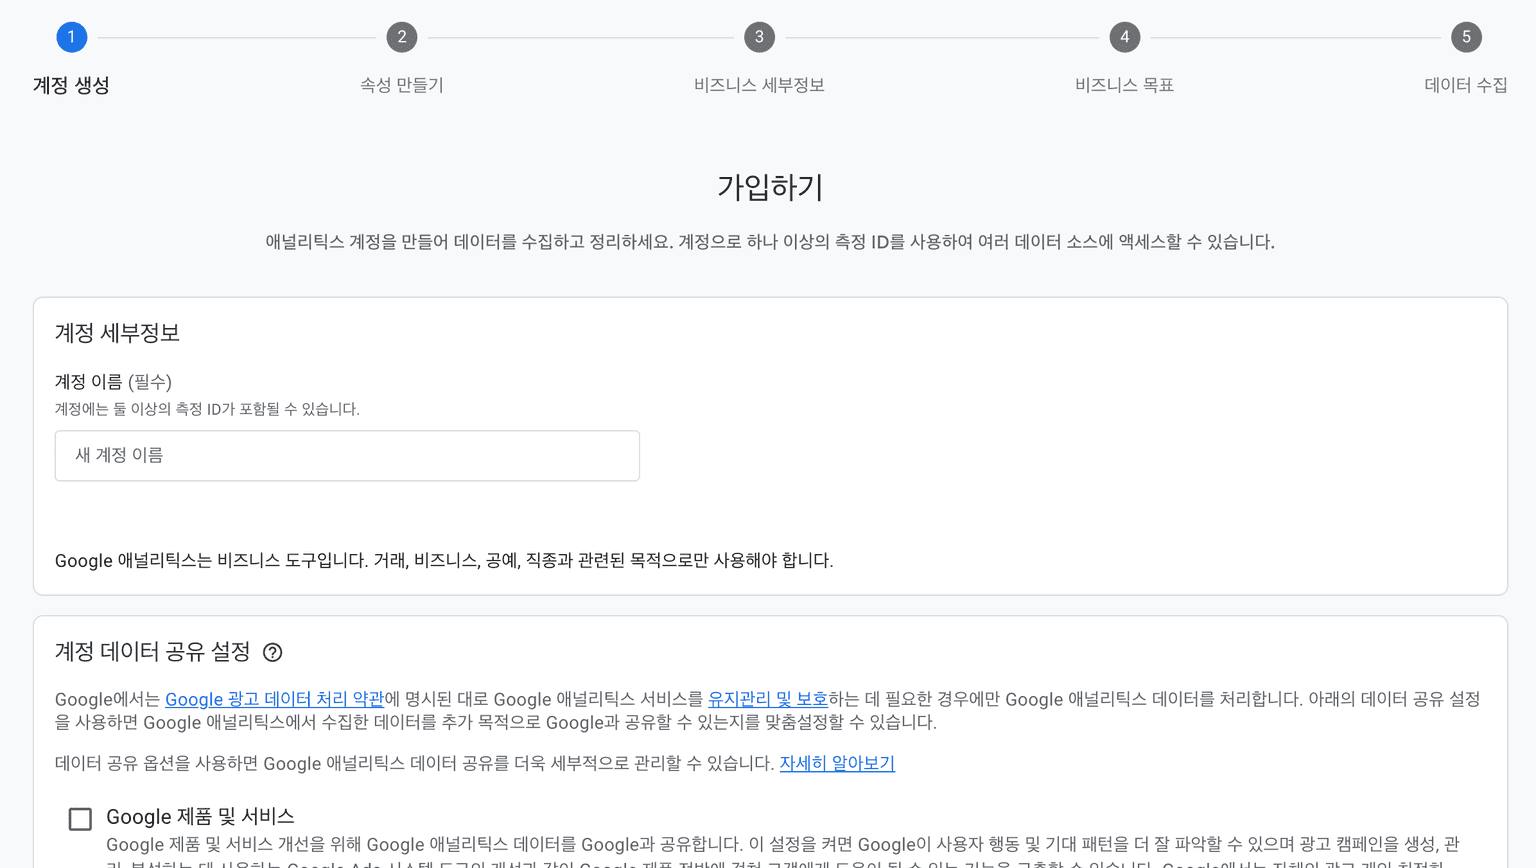 1 2 3 4 5
계정 생성 속성 만들기 비즈니스 세부정보 비즈니스 목표 데이터 수집
가입하기
애널리틱스 계정을 만들어 데이터를 수집하고 정리하세요. 계정으로 하나 이상의 측정 ID를 사용하여 여러 데이터 소스에 액세스할 수 있습니다.
계정 세부정보
계정 이름 (필수)
계정에는 둘 이상의 측정 ID가 포함될 수 있습니다.
새 계정 이름
Google 애널리틱스는 비즈니스 도구입니다. 거래, 비즈니스, 공예, 직종과 관련된 목적으로만 사용해야 합니다.
계정 데이터 공유 설정 ?
Google에서는 Google 광고 데이터 처리 약관에 명시된 대로 Google 애널리틱스 서비스를 유지관리 및 보호하는 데 필요한 경우에만 Google 애널리틱스 데이터를 처리합니다. 아래의 데이터 공유 설정
을 사용하면 Google 애널리틱스에서 수집한 데이터를 추가 목적으로 Google과 공유할 수 있는지를 맞춤설정할 수 있습니다.
데이터 공유 옵션을 사용하면 Google 애널리틱스 데이터 공유를 더욱 세부적으로 관리할 수 있습니다. 자세히 알아보기
Google 제품 및 서비스
Google 제품 및 서비스 개선을 위해 Google 애널리틱스 데이터를 Google과 공유합니다. 이 설정을 켜면 Google이 사용자 행동 및 기대 패턴을 더 잘 파악할 수 있으며 광고 캠페인을 생성, 관